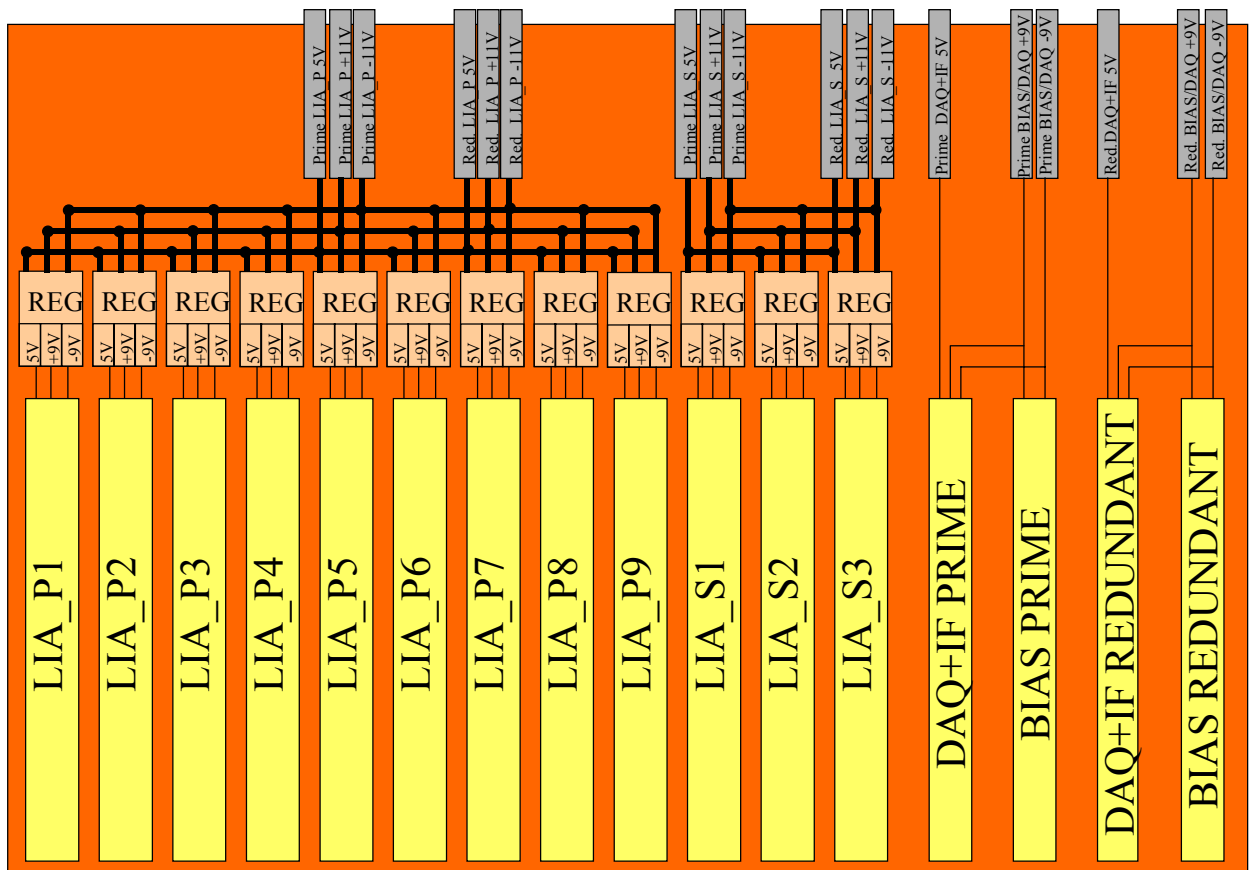 Prime LIA_P 5V
Prime LIA_P +11V
Prime LIA_P -11V
Red. LIA_P 5V
Red. LIA_P +11V
Red. LIA_P -11V
Prime LIA_S 5V
Prime LIA_S +11V
Prime LIA_S -11V
Red. LIA_S 5V
Red. LIA_S +11V
Red. LIA_S -11V
Prime DAQ+IF 5V
Prime BIAS/DAQ +9V
Prime BIAS/DAQ -9V
Red.DAQ+IF 5V
Red. BIAS/DAQ +9V
Red. BIAS/DAQ -9V
REG
REG
REG
REG
REG
REG
REG
REG
REG
REG
REG
REG
5V
+9V
-9V
5V
+9V
-9V
5V
+9V
-9V
5V
+9V
-9V
5V
+9V
-9V
5V
+9V
-9V
5V
+9V
-9V
5V
+9V
-9V
5V
+9V
-9V
5V
+9V
-9V
5V
+9V
-9V
5V
+9V
-9V
LIA_P1
LIA_P2
LIA_P3
LIA_P4
LIA_P5
LIA_P6
LIA_P7
LIA_P8
LIA_P9
LIA_S1
LIA_S2
LIA_S3
DAQ+IF PRIME
BIAS PRIME
DAQ+IF REDUNDANT
BIAS REDUNDANT